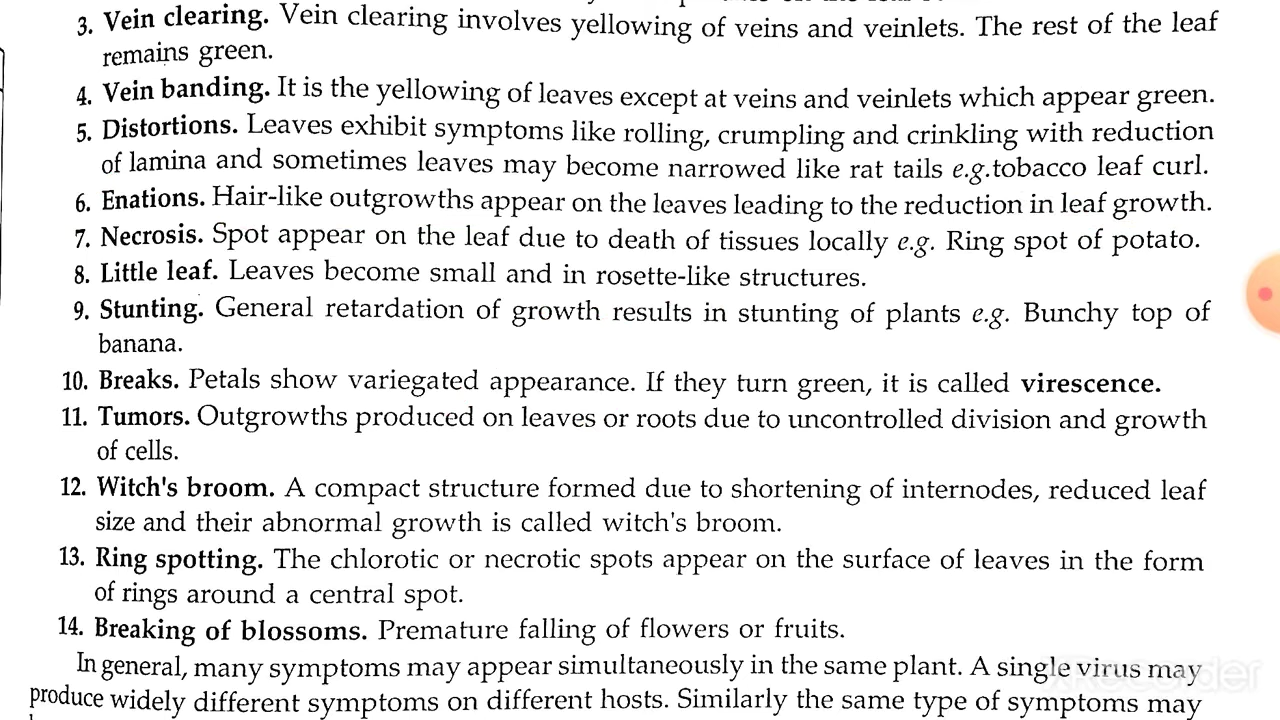 3. Vein clearing. Vein clearing involves yellowing of veins and veinlets. The rest of the leaf
remains green.
4. Vein banding. It is the yellowing of leaves except at veins and veinlets which appear green.
5. Distortions. Leaves exhibit symptoms like rolling, crumpling and crinkling with reduction
of lamina and sometimes leaves may become narrowed like rat tails e.g.tobacco leaf curl.
6. Enations. Hair-like outgrowths appear on the leaves leading to the reduction in leaf growth.
7. Necrosis. Spot appear on the leaf due to death of tissues locally e.g. Ring spot of potato.
8. Little leaf. Leaves become small and in rosette-like structures.
9. Stunting. General retardation of growth results in stunting of plants e.g. Bunchy top of
banana.
10. Breaks. Petals show variegated appearance. If they turn green, it is called virescence.
11. Tumors. Outgrowths produced on leaves or roots due to uncontrolled division and growth
of cells.
12. Witch's broom. A compact structure formed due to shortening of internodes, reduced leaf
size and their abnormal growth is called witch's broom.
13. Ring spotting. The chlorotic or necrotic spots appear on the surface of leaves in the form
of rings around a central spot.
14. Breaking of blossoms. Premature falling of flowers or fruits.
In general, many symptoms may appear simultaneously in the same plant. A single virus may
produce widely different symptoms on different hosts. Similarly the same type of symptoms may
XRecorder